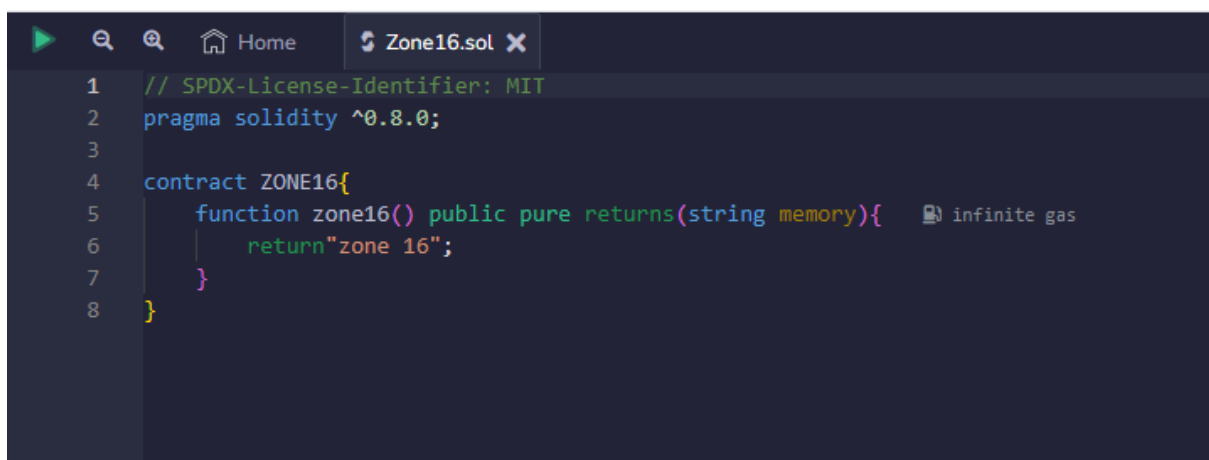 Home Zone16.sol
1 // SPDX-License-Identifier: MIT
2 pragma solidity ^0.8.0;
3
4 contract ZONE16{
5 function zone16() public pure returns(string memory){ infinite gas
6 return"zone 16";
7 }
8 }